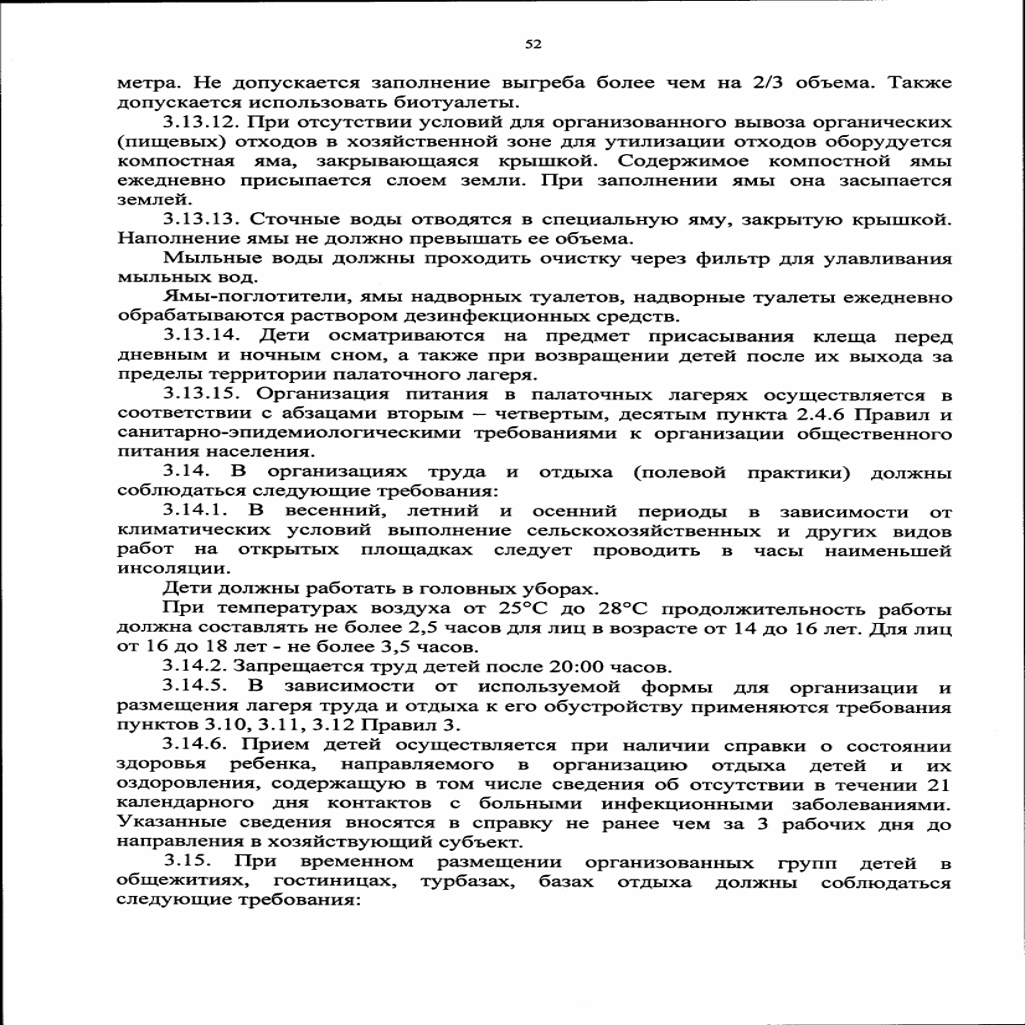 52
метра. Не допускается заполнение выгреба более чем на 2/3 объема. Также
допускается использовать биотуалеты.
3.13.12. При отсутствии условий для организованного вывоза органических
(пищевых) отходов в хозяйственной зоне для утилизации отходов оборудуется
компостная яма, закрывающаяся крышкой. Содержимое компостной ямы
ежедневно присыпается слоем земли. При заполнении ямы она засыпается
землей.
3.13.13. Сточные воды отводятся в специальную яму, закрытую крышкой.
Наполнение ямы не должно превышать ее объема.
Мыльные воды должны проходить очистку через фильтр для улавливания
мыльных вод.
Ямы-поглотители, ямы надворных туалетов, надворные туалеты ежедневно
обрабатываются раствором дезинфекционных средств.
3.13.14. Дети осматриваются на предмет присасывания клеща перед
дневным и ночным сном, а также при возвращении детей после их выхода за
пределы территории палаточного лагеря.
3.13.15. Организация питания в палаточных лагерях осуществляется в
соответствии с абзацами вторым – четвертым, десятым пункта 2.4.6 Правил и
санитарно-эпидемиологическими требованиями к организации общественного
питания населения.
3.14. В организациях труда и отдыха (полевой практики) должны
соблюдаться следующие требования:
3.14.1. В весенний, летний и осенний периоды в зависимости от
климатических условий выполнение сельскохозяйственных и других видов
работ на открытых площадках следует проводить в часы наименьшей
инсоляции.
Дети должны работать в головных уборах.
При температурах воздуха от 25°С до 28°С продолжительность работы
должна составлять не более 2,5 часов для лиц в возрасте от 14 до 16 лет. Для лиц
от 16 до 18 лет - не более 3,5 часов.
3.14.2. Запрещается труд детей после 20:00 часов.
3.14.5. В зависимости от используемой формы для организации и
размещения лагеря труда и отдыха к его обустройству применяются требования
пунктов 3.10, 3.11, 3.12 Правил 3.
3.14.6. Прием детей осуществляется при наличии справки о состоянии
здоровья ребенка, направляемого в организацию отдыха детей и их
оздоровления, содержащую в том числе сведения об отсутствии в течении 21
календарного дня контактов с больными инфекционными заболеваниями.
Указанные сведения вносятся в справку не ранее чем за 3 рабочих дня до
направления в хозяйствующий субъект.
3.15. При временном размещении организованных групп детей в
общежитиях, гостиницах, турбазах, базах отдыха должны соблюдаться
следующие требования: